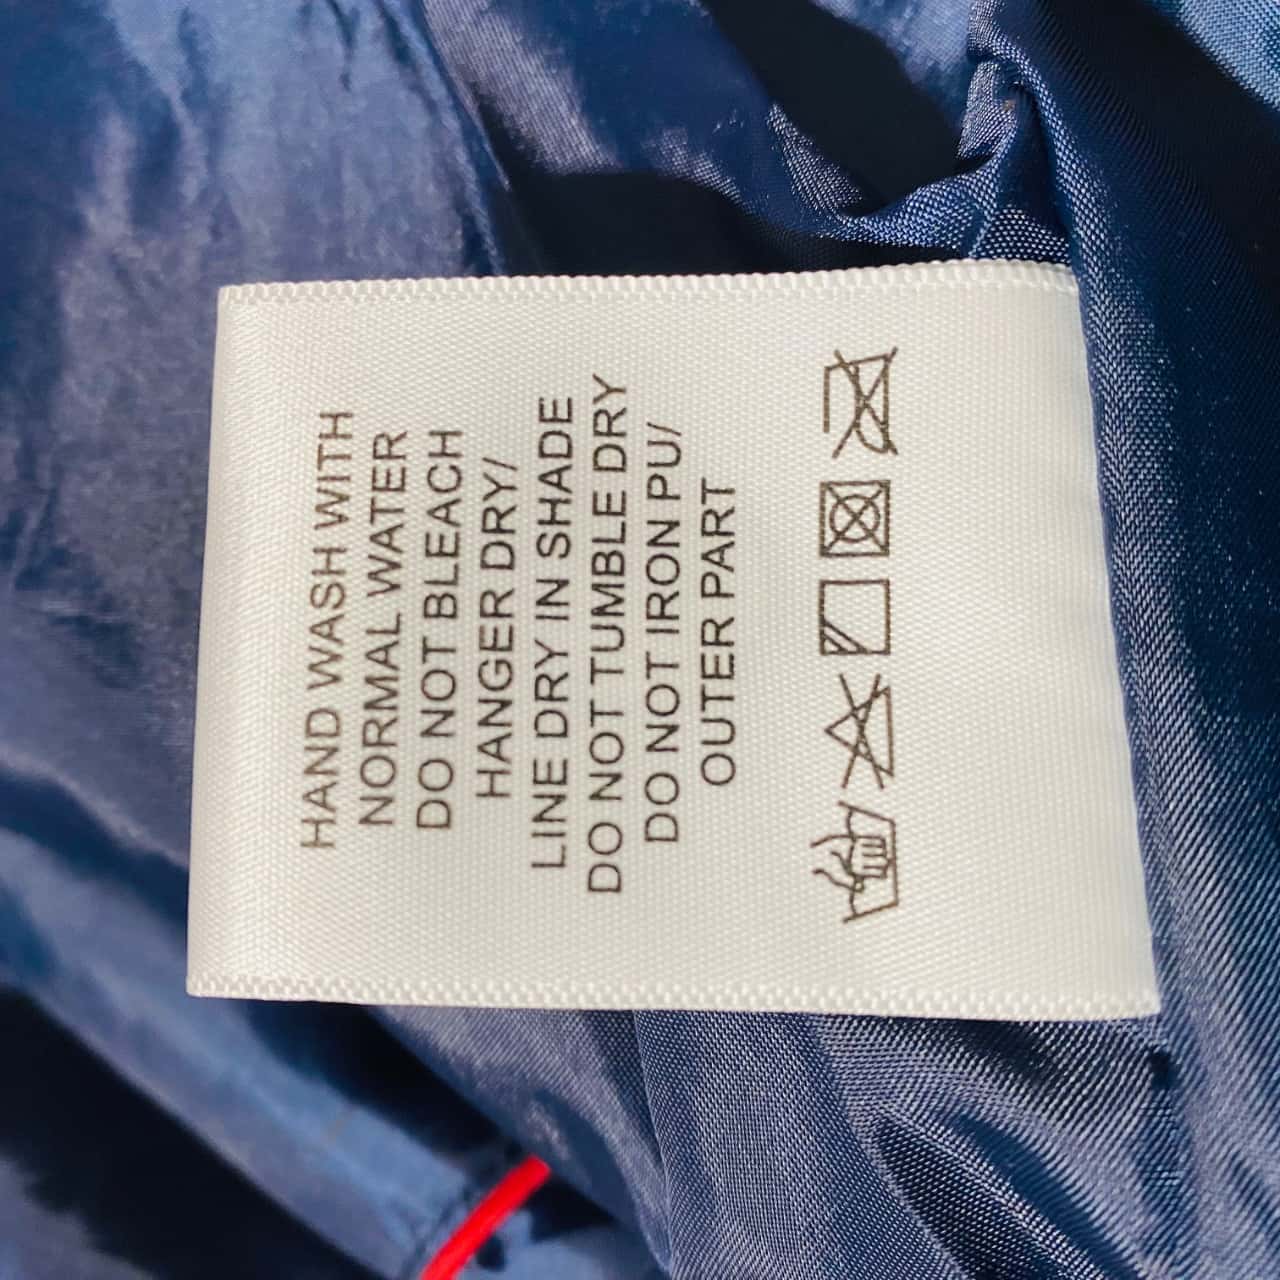 HAND WASH WITH
NORMAL WATER
DO NOT BLEACH
HANGER DRY/
LINE DRY IN SHADE
DO NOT TUMBLE DRY
DO NOT IRON PU/
OUTER PART